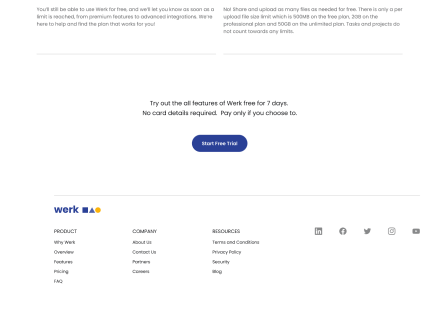 You'll still be able to use Werk for free, and we'll let you know as soon as a
limit is reached, from premium features to advanced integrations. We're
here to help and find the plan that works for you!
No! Share and upload as many files as needed for free. There is only a per
upload file size limit which is 500MB on the free plan, 2GB on the
professional plan and 50GB on the unlimited plan. Tasks and projects do
not count towards any limits.
Try out the all features of Werk free for 7 days.
No card details required. Pay only if you choose to.
Start Free Trial
werk
PRODUCT
Why Werk
Overview
Features
Pricing
FAQ
COMPANY
About Us
Contact Us
Partners
Careers
RESOURCES
Terms and Conditions
Privacy Policy
Security
Blog